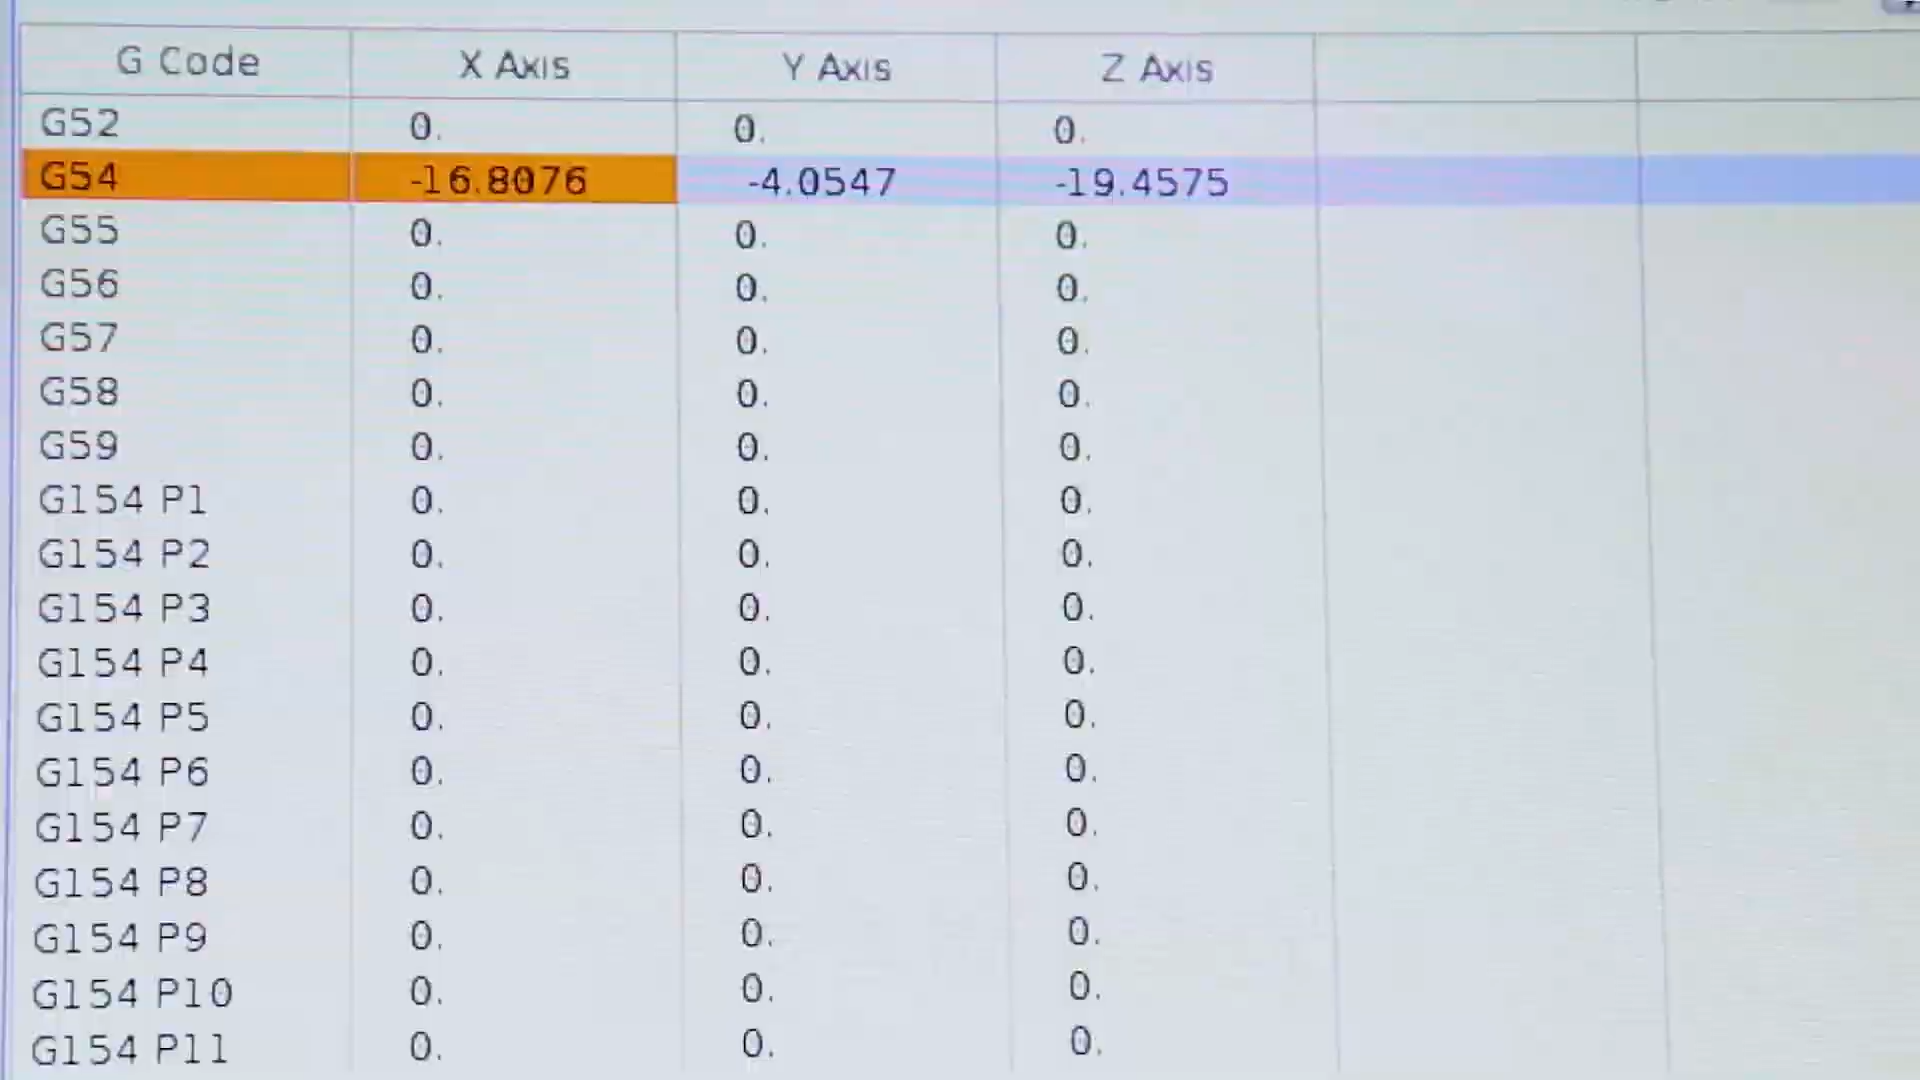 G Code X Axis Y Axis Z Axis
G52 0. 0. 0.
G54 -16.8076 -4.0547 -19.4575
G55 0. 0. 0.
G56 0. 0. 0.
G57 0. 0. 0.
G58 0. 0. 0.
G59 0. 0. 0.
G154 P1 0. 0. 0.
G154 P2 0. 0. 0.
G154 P3 0. 0. 0.
G154 P4 0. 0. 0.
G154 P5 0. 0. 0.
G154 P6 0. 0. 0.
G154 P7 0. 0. 0.
G154 P8 0. 0. 0.
G154 P9 0. 0. 0.
G154 P10 0. 0. 0.
G154 P11 0. 0. 0.